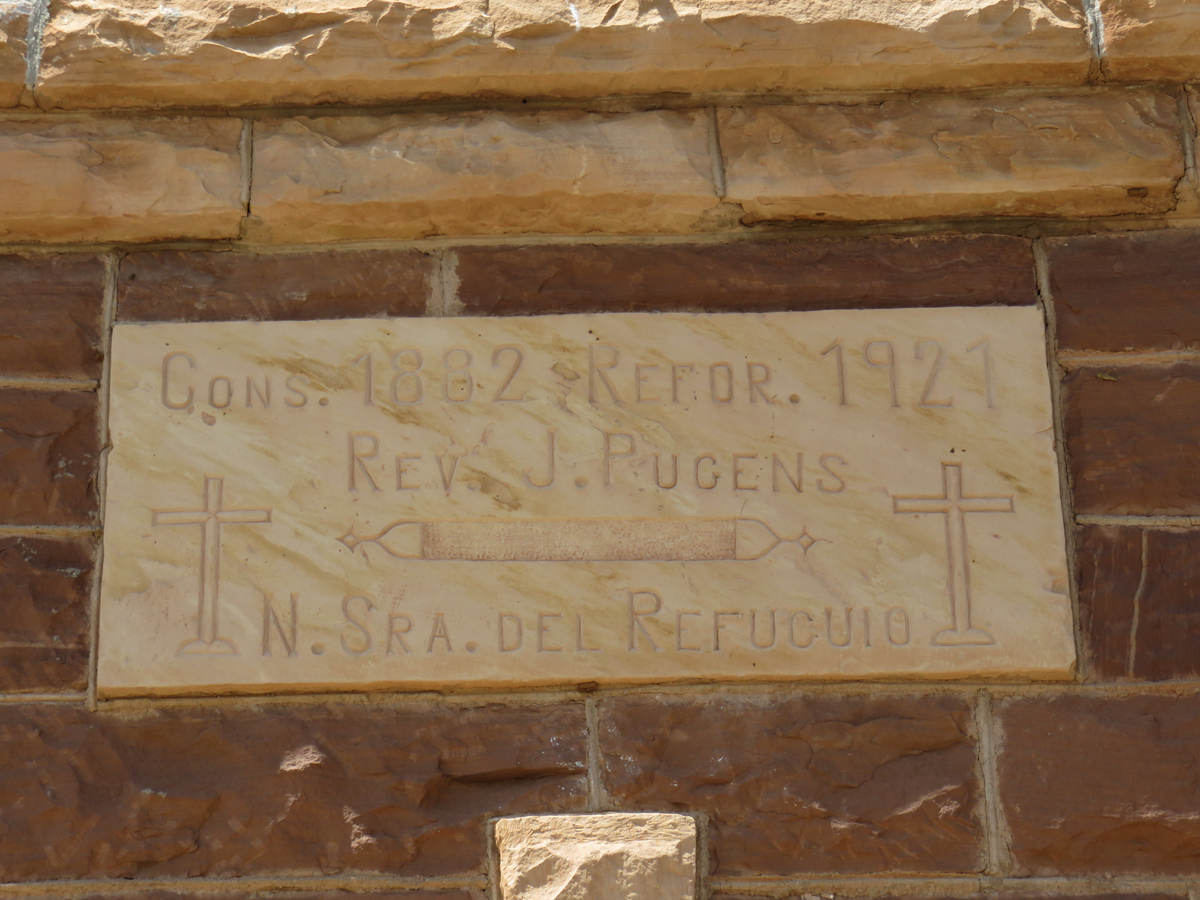 CONS. 1882 REFOR. 1921
REV. J. PUGENS
N. SRA. DEL REFUGUIO